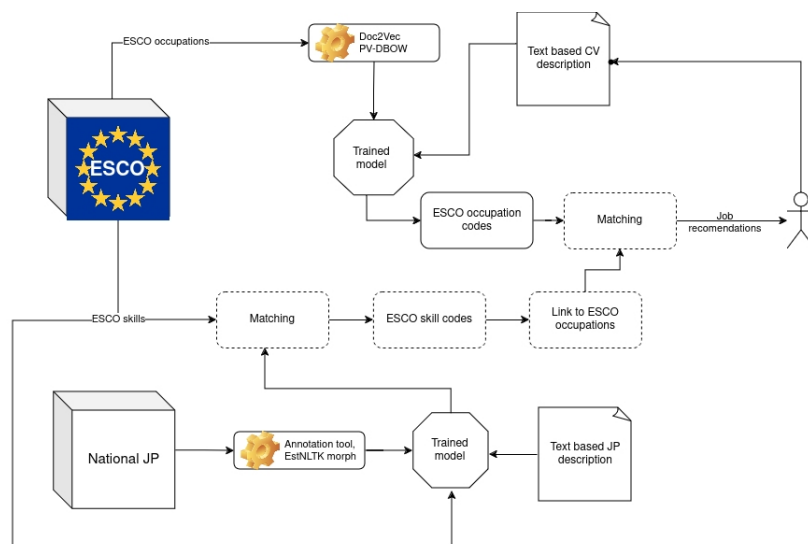 ESCO occupations
Doc2Vec
PV-DBOW
Text based CV
description
ESCO
Trained
model
ESCO occupation
codes
Matching
Job
recomendations
ESCO skills
Matching
ESCO skill codes
Link to ESCO
occupations
National JP
Annotation tool,
EstNLTK morph
Trained
model
Text based JP
description